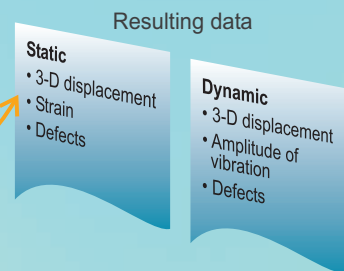 Resulting data
Static
• 3-D displacement
• Strain
• Defects
Dynamic
• 3-D displacement
• Amplitude of
vibration
• Defects